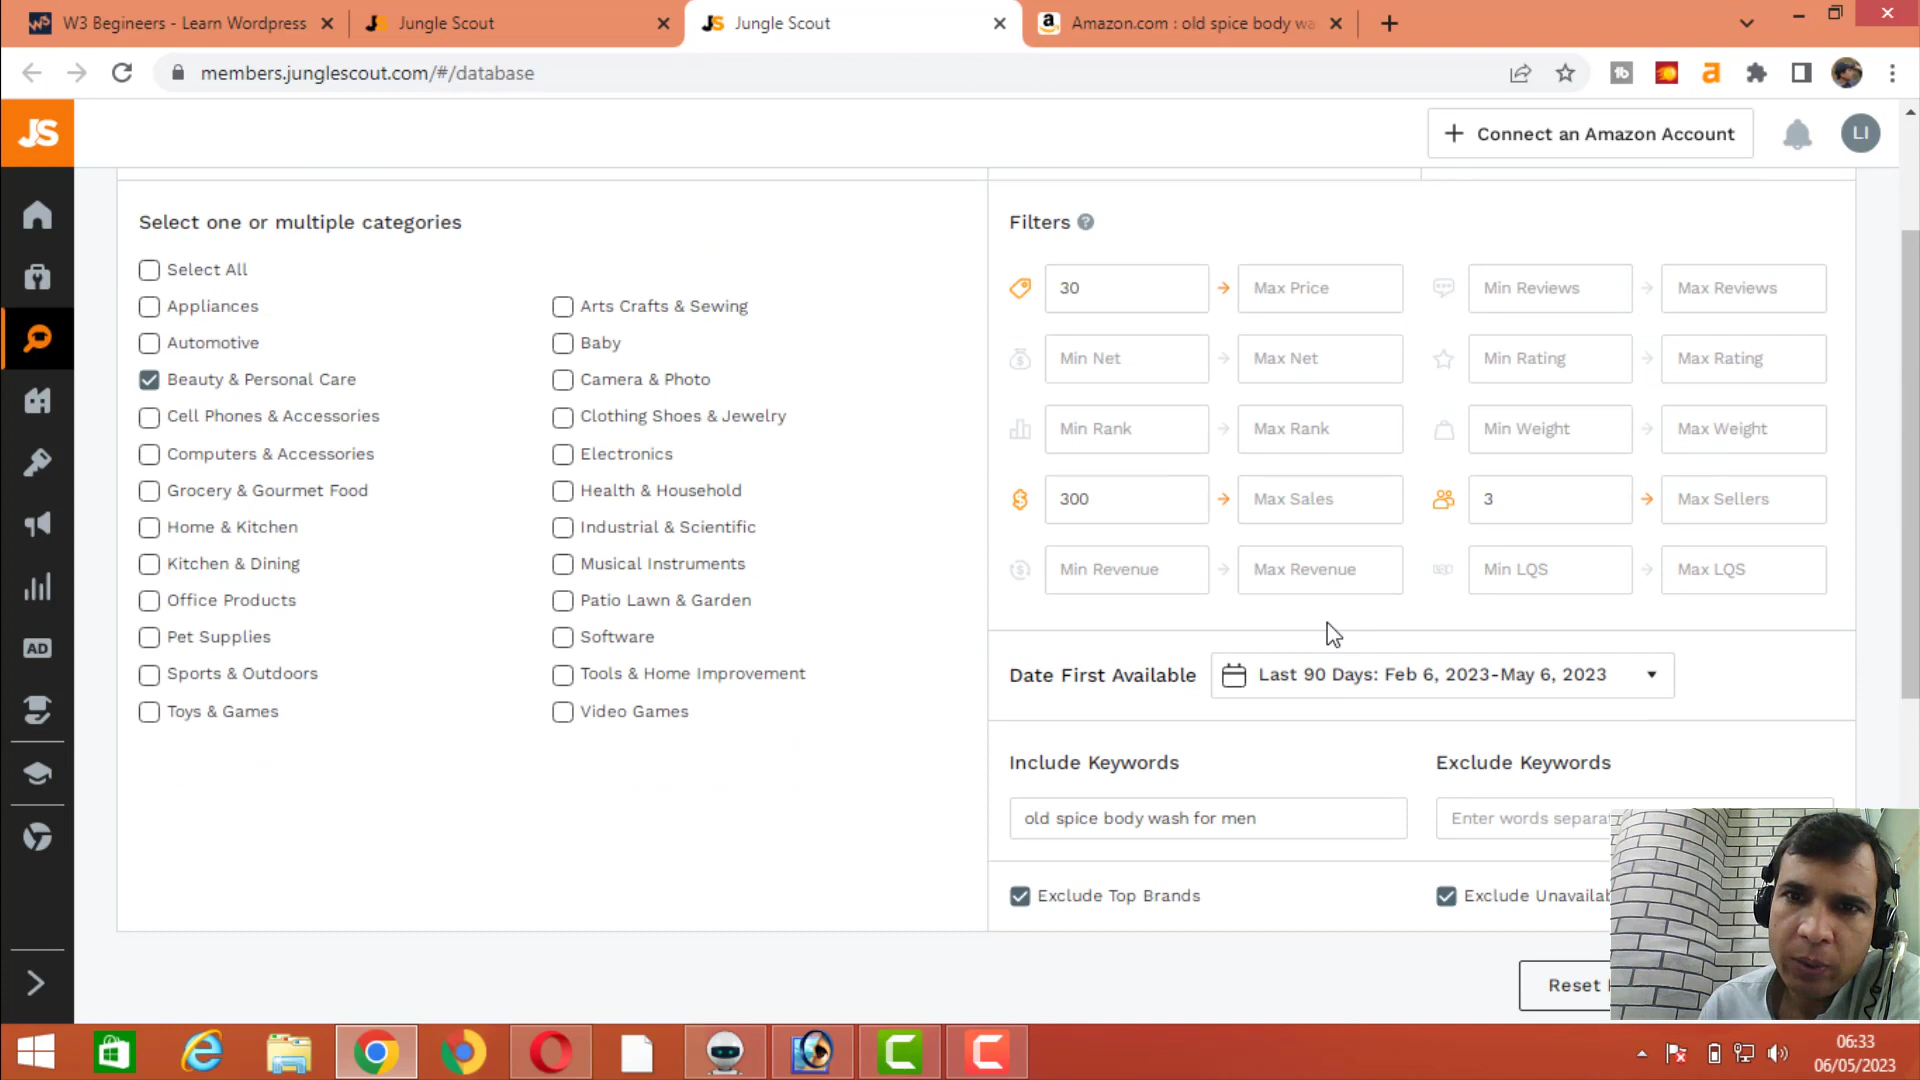 W3 Begineers - Learn Wordpress
Jungle Scout
Jungle Scout
Amazon.com : old spice body wa
members.junglescout.com/#/database
JS
Connect an Amazon Account
LI
Select one or multiple categories
Select All
Appliances
Arts Crafts & Sewing
Automotive
Baby
Beauty & Personal Care
Camera & Photo
Cell Phones & Accessories
Clothing Shoes & Jewelry
Computers & Accessories
Electronics
Grocery & Gourmet Food
Health & Household
Home & Kitchen
Industrial & Scientific
Kitchen & Dining
Musical Instruments
Office Products
Patio Lawn & Garden
Pet Supplies
Software
Sports & Outdoors
Tools & Home Improvement
Toys & Games
Video Games
Filters
30
Max Price
Min Reviews
Max Reviews
Min Net
Max Net
Min Rating
Max Rating
Min Rank
Max Rank
Min Weight
Max Weight
300
Max Sales
3
Max Sellers
Min Revenue
Max Revenue
Min LQS
Max LQS
Date First Available
Last 90 Days: Feb 6, 2023-May 6, 2023
Include Keywords
Exclude Keywords
old spice body wash for men
Enter words separa
Exclude Top Brands
Exclude Unavailab
Reset
AD
06:33
06/05/2023